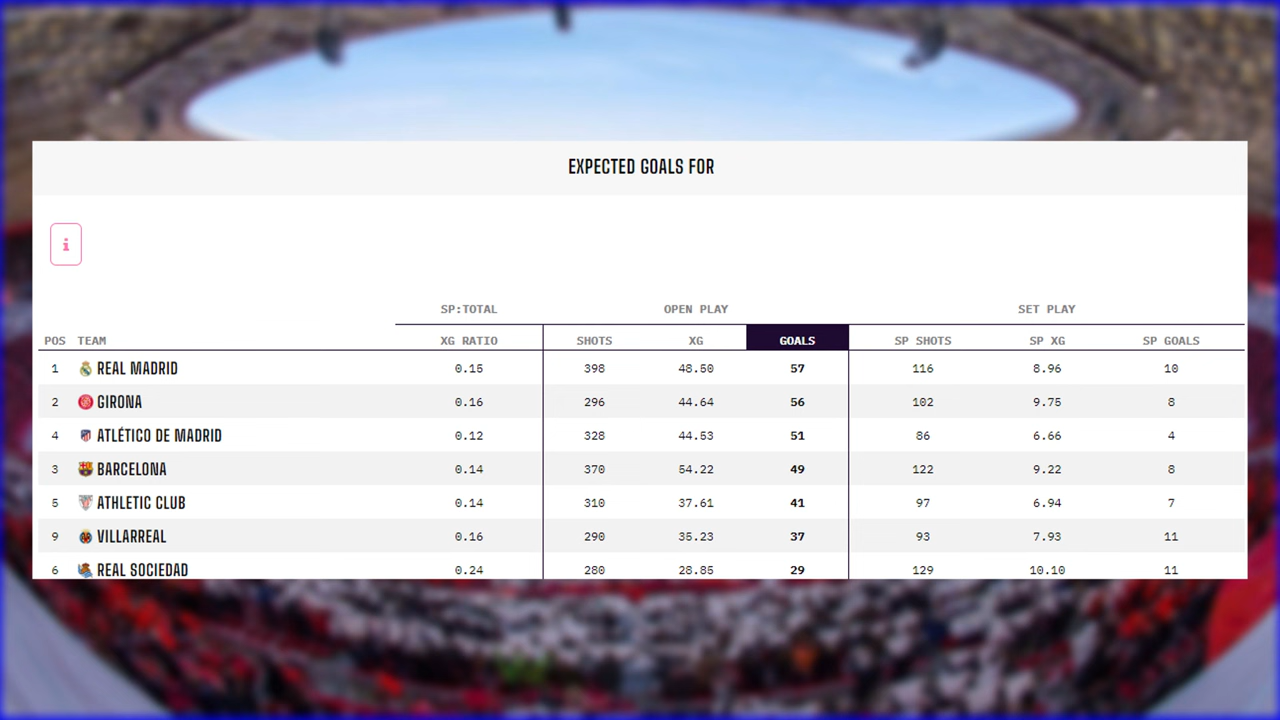 EXPECTED GOALS FOR
i
SP:TOTAL OPEN PLAY SET PLAY
POS TEAM XG RATIO SHOTS XG GOALS SP SHOTS SP XG SP GOALS
1 REAL MADRID 0.15 398 48.50 57 116 8.96 10
2 GIRONA 0.16 296 44.64 56 102 9.75 8
4 ATLÉTICO DE MADRID 0.12 328 44.53 51 86 6.66 4
3 BARCELONA 0.14 370 54.22 49 122 9.22 8
5 ATHLETIC CLUB 0.14 310 37.61 41 97 6.94 7
9 VILLARREAL 0.16 290 35.23 37 93 7.93 11
6 REAL SOCIEDAD 0.24 280 28.85 29 129 10.10 11